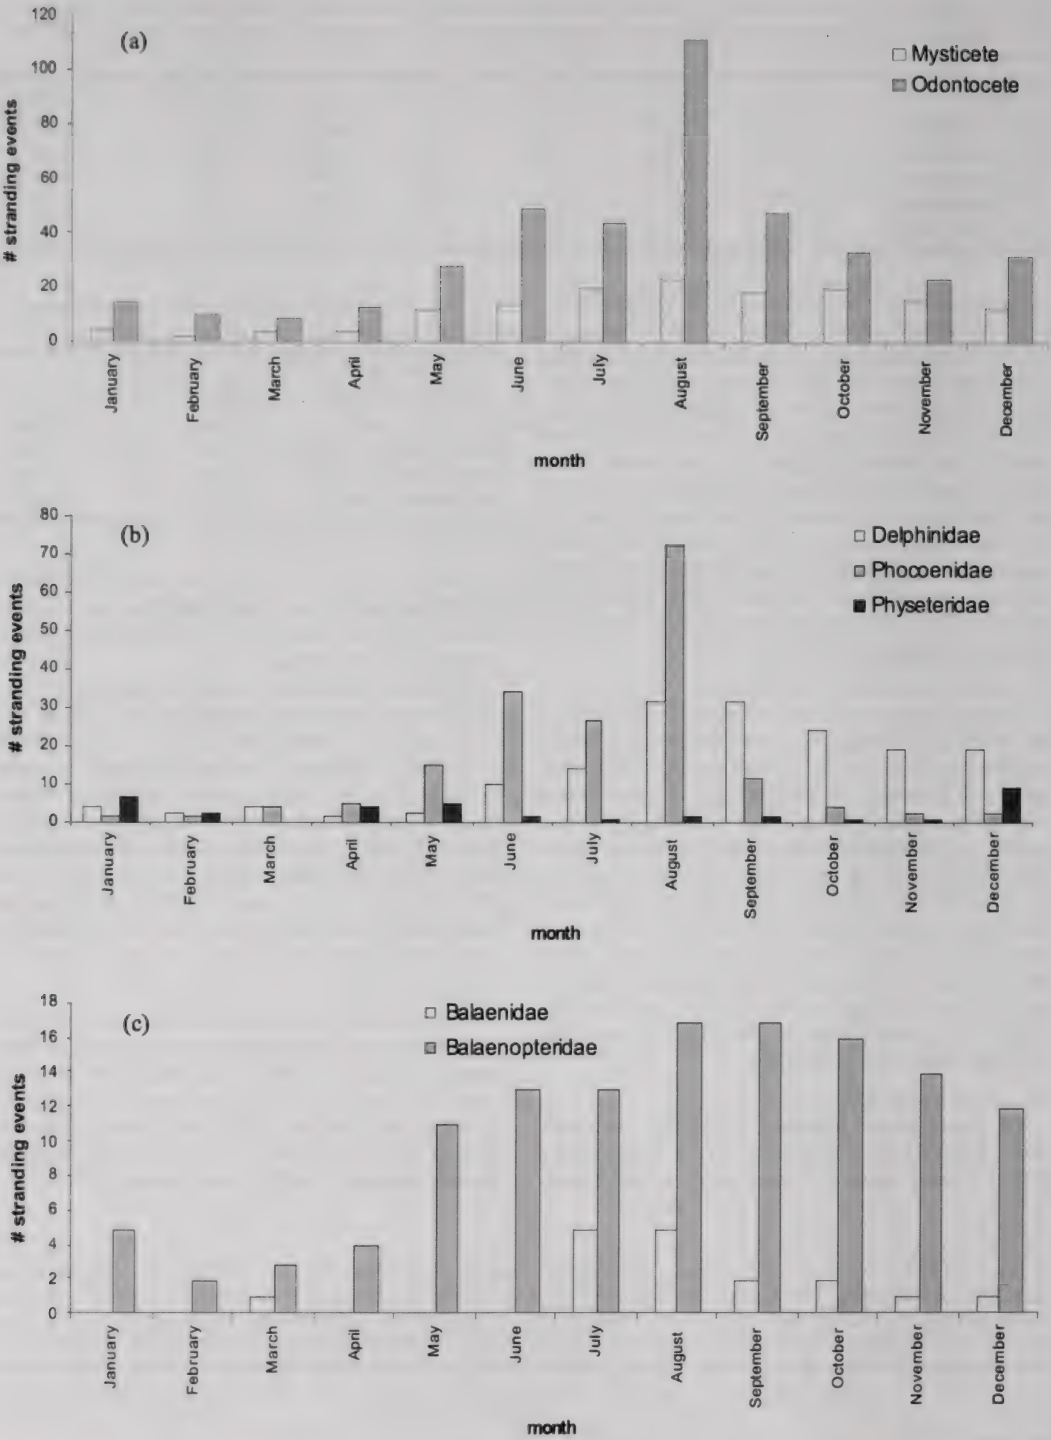 (a)
Mysticete
Odontocete
# stranding events
120
100
80
60
40
20
0
January
February
March
April
May
June
July
August
September
October
November
December
month
(b)
Delphinidae
Phocoenidae
Physeteridae
# stranding events
80
70
60
50
40
30
20
10
0
January
February
March
April
May
June
July
August
September
October
November
December
month
(c)
Balaenidae
Balaenopteridae
# stranding events
18
16
14
12
10
8
6
4
2
0
January
February
March
April
May
June
July
August
September
October
November
December
month